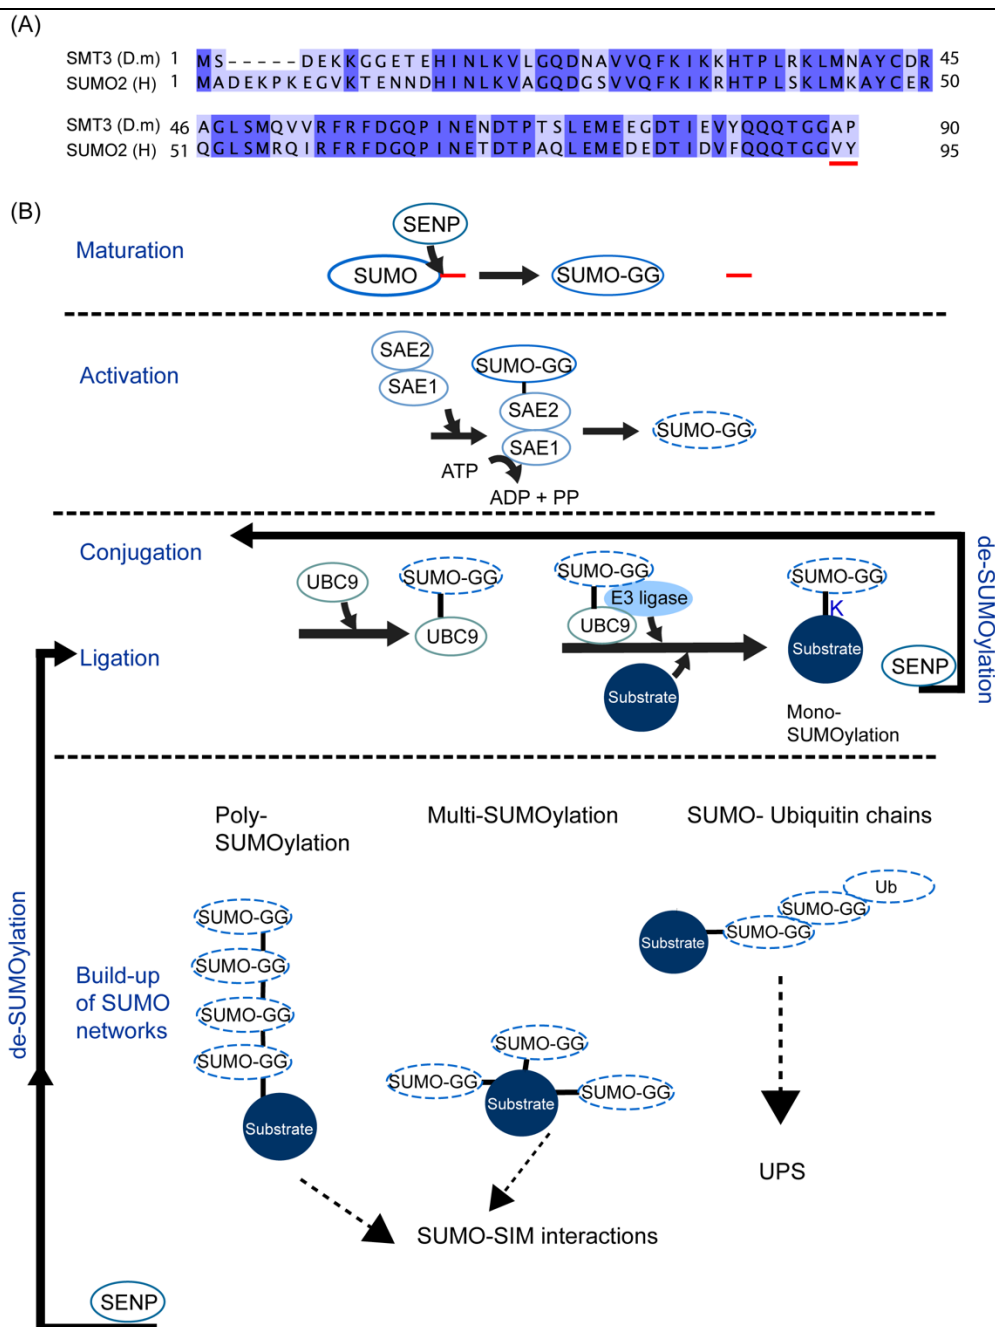 (A)
SMT3 (D.m) 1 MS-----DEKKGGETEHINLKVLGQDNAVVQFKIKKHTPLRKLMNAYCDR 45
SUMO2 (H) 1 MADEKPKEGVKTENNDHINLKVAGQDGSVVQFKIKRHTPLSKLMKAYCER 50
SMT3 (D.m) 46 AGLSMQVVRFRFDGQPINENDTPTSLEMEEGDTIEVYQQQTGGAP 90
SUMO2 (H) 51 QGLSMRQIRFRFDGQPINETDTPAQLEMEDEDTIDVFQQQTGGVY 95
(B)
Maturation
SENP
SUMO
SUMO-GG
Activation
SAE2
SAE1
SUMO-GG
SAE2
SAE1
ATP
ADP + PP
SUMO-GG
Conjugation
Ligation
UBC9
SUMO-GG
UBC9
SUMO-GG
E3 ligase
UBC9
Substrate
SUMO-GG
K
Substrate
Mono-
SUMOylation
SENP
de-SUMOylation
Poly-
SUMOylation
Multi-SUMOylation
SUMO- Ubiquitin chains
Build-up
of SUMO
networks
SUMO-GG
SUMO-GG
SUMO-GG
SUMO-GG
Substrate
SUMO-GG
SUMO-GG
SUMO-GG
Substrate
Substrate
SUMO-GG
SUMO-GG
Ub
UPS
SUMO-SIM interactions
de-SUMOylation
SENP